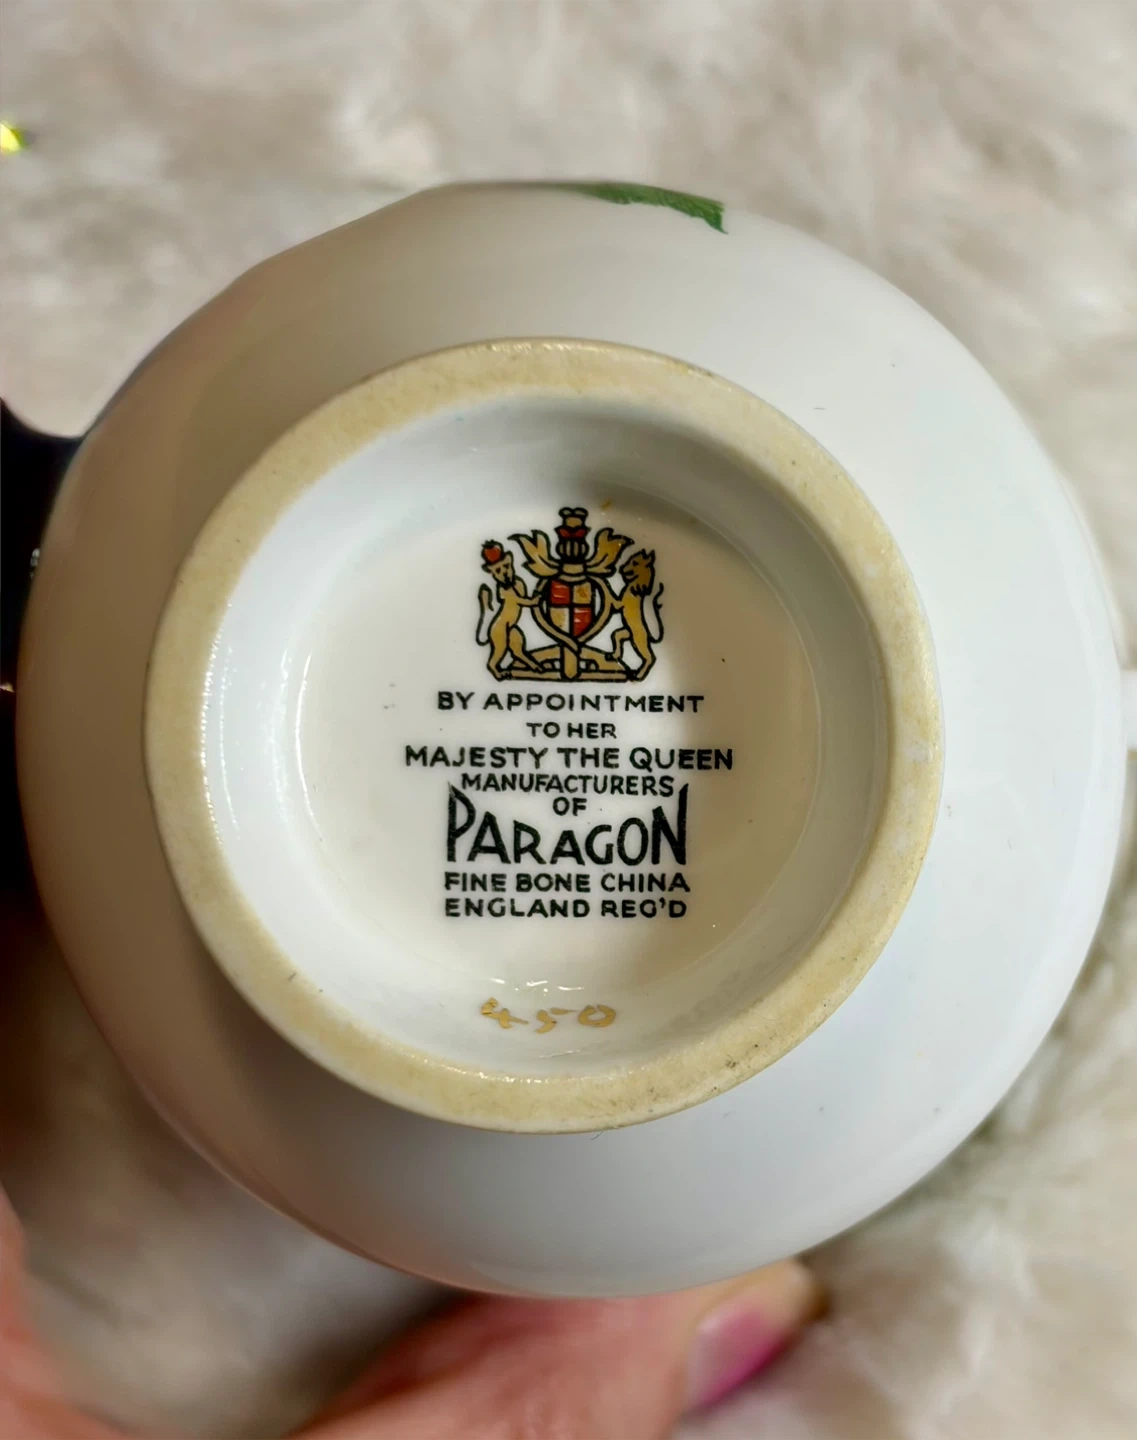 BY APPOINTMENT
TO HER
MAJESTY THE QUEEN
MANUFACTURERS
OF
PARAGON
FINE BONE CHINA
ENGLAND REG'D
450